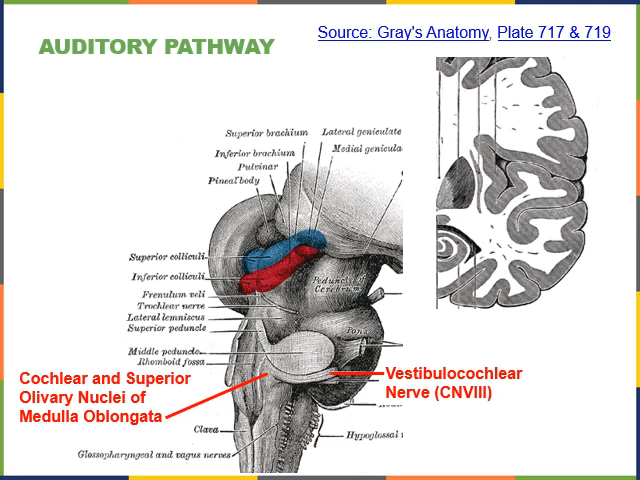 AUDITORY PATHWAY
Source: Gray's Anatomy, Plate 717 & 719
Superior brachium
Lateral geniculate
Inferior brachium
Medial genicula
Pulvinar
Pineal body
Superior colliculi
Inferior colliculi
Peduncle of
Cerebrum
Frenulum veli
Trochlear nerve
Lateral lemniscus
Superior peduncle
Pons
Middle peduncle
Rhomboid fossa
Cochlear and Superior
Olivary Nuclei of
Medulla Oblongata
Vestibulocochlear
Nerve (CNVIII)
Clava
Hypoglossal
Glossopharyngeal and vagus nerves